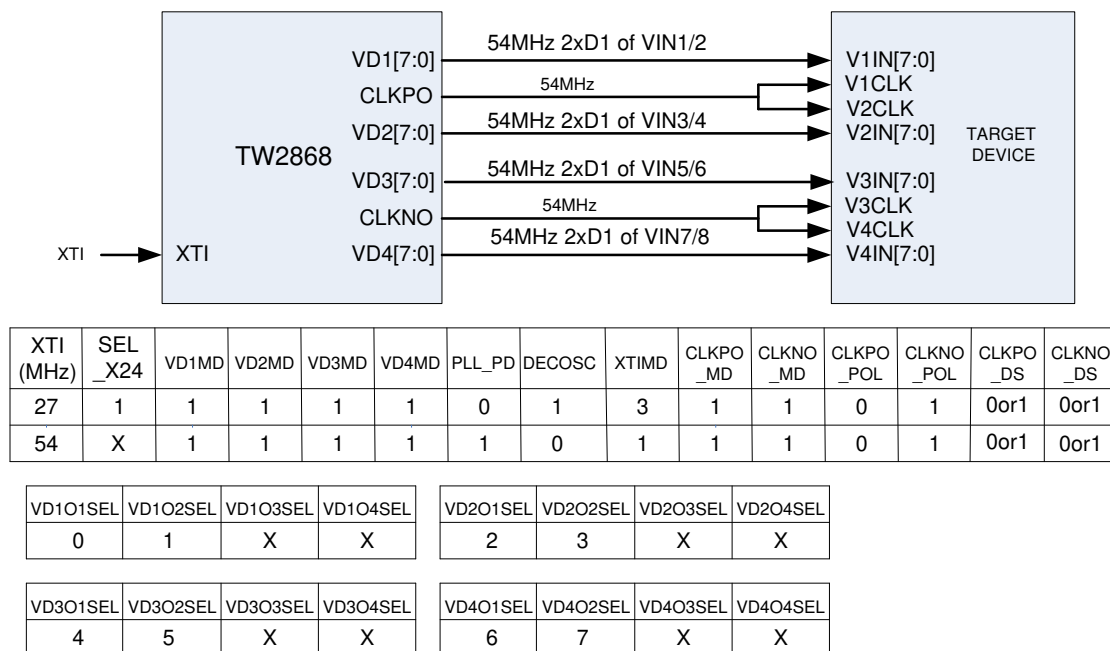 VD1[7:0] 54MHz 2xD1 of VIN1/2 V1IN[7:0]
CLKPO 54MHz V1CLK
V2CLK
VD2[7:0] 54MHz 2xD1 of VIN3/4 V2IN[7:0]
TW2868 TARGET DEVICE
VD3[7:0] 54MHz 2xD1 of VIN5/6 V3IN[7:0]
CLKNO 54MHz V3CLK
V4CLK
XTI XTI VD4[7:0] 54MHz 2xD1 of VIN7/8 V4IN[7:0]
XTI (MHz) SEL _X24 VD1MD VD2MD VD3MD VD4MD PLL_PD DECOSC XTIMD CLKPO _MD CLKNO _MD CLKPO _POL CLKNO _POL CLKPO _DS CLKNO _DS
27 1 1 1 1 1 0 1 3 1 1 0 1 0or1 0or1
54 X 1 1 1 1 1 0 1 1 1 0 1 0or1 0or1
VD1O1SEL VD1O2SEL VD1O3SEL VD1O4SEL VD2O1SEL VD2O2SEL VD2O3SEL VD2O4SEL
0 1 X X 2 3 X X
VD3O1SEL VD3O2SEL VD3O3SEL VD3O4SEL VD4O1SEL VD4O2SEL VD4O3SEL VD4O4SEL
4 5 X X 6 7 X X